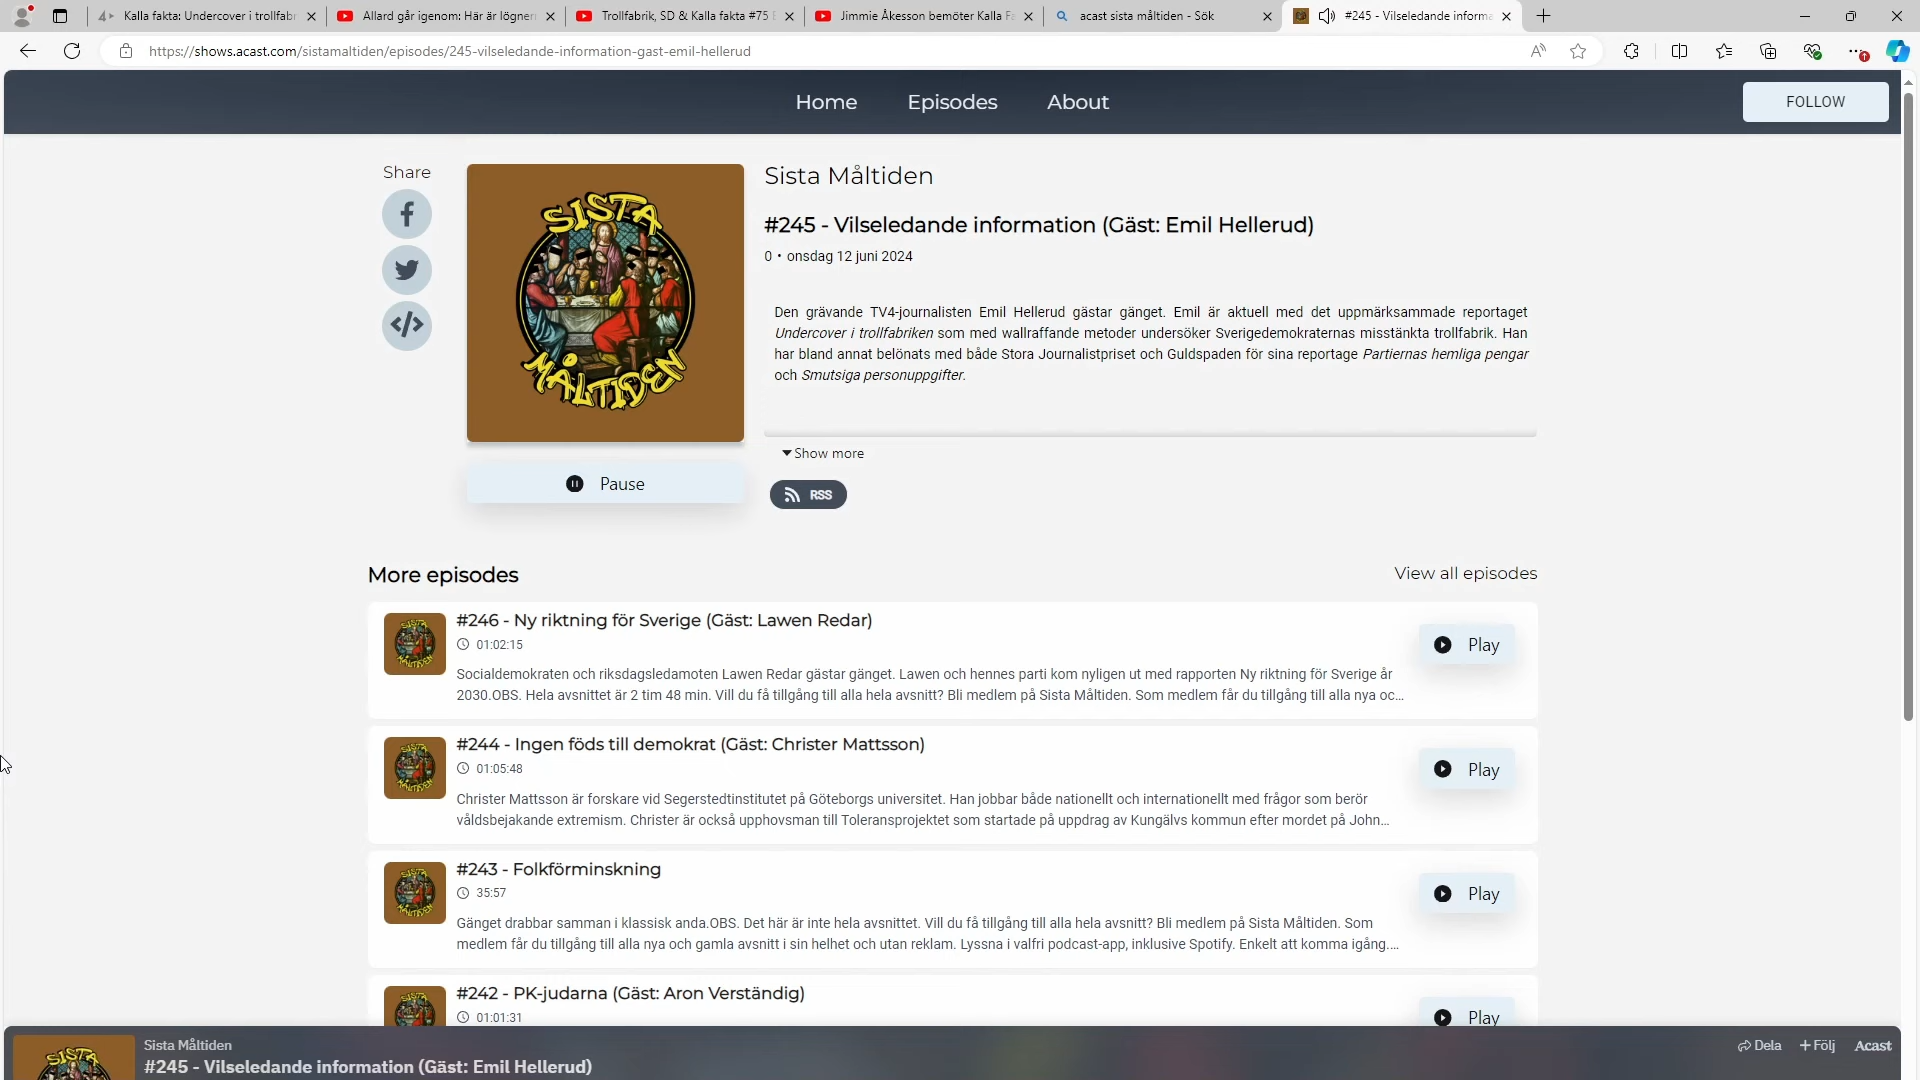 Kalla fakta: Undercover i trollfabr
Allard går igenom: Här är lögner
Trollfabrik, SD & Kalla fakta #75
Jimmie Åkesson bemöter Kalla Fa
acast sista måltiden - Sök
#245 - Vilseledande informa
https://shows.acast.com/sistamaltiden/episodes/245-vilseledande-information-gast-emil-hellerud
Home
Episodes
About
FOLLOW
Share
SISTA
MÅLTIDEN
Sista Måltiden
#245 - Vilseledande information (Gäst: Emil Hellerud)
0 • onsdag 12 juni 2024
Den grävande TV4-journalisten Emil Hellerud gästar gänget. Emil är aktuell med det uppmärksammade reportaget
Undercover i trollfabriken som med wallraffande metoder undersöker Sverigedemokraternas misstänkta trollfabrik. Han
har bland annat belönats med både Stora Journalistpriset och Guldspaden för sina reportage Partiernas hemliga pengar
och Smutsiga personuppgifter.
Show more
Pause
RSS
More episodes
View all episodes
#246 - Ny riktning för Sverige (Gäst: Lawen Redar)
01:02:15
Socialdemokraten och riksdagsledamoten Lawen Redar gästar gänget. Lawen och hennes parti kom nyligen ut med rapporten Ny riktning för Sverige år
2030.OBS. Hela avsnittet är 2 tim 48 min. Vill du få tillgång till alla hela avsnitt? Bli medlem på Sista Måltiden. Som medlem får du tillgång till alla nya oc...
Play
#244 - Ingen föds till demokrat (Gäst: Christer Mattsson)
01:05:48
Christer Mattsson är forskare vid Segerstedtinstitutet på Göteborgs universitet. Han jobbar både nationellt och internationellt med frågor som berör
våldsbejakande extremism. Christer är också upphovsman till Toleransprojektet som startade på uppdrag av Kungälvs kommun efter mordet på John...
Play
#243 - Folkförminskning
35:57
Gänget drabbar samman i klassisk anda.OBS. Det här är inte hela avsnittet. Vill du få tillgång till alla hela avsnitt? Bli medlem på Sista Måltiden. Som
medlem får du tillgång till alla nya och gamla avsnitt i sin helhet och utan reklam. Lyssna i valfri podcast-app, inklusive Spotify. Enkelt att komma igång....
Play
#242 - PK-judarna (Gäst: Aron Verständig)
01:01:31
Play
Sista Måltiden
#245 - Vilseledande information (Gäst: Emil Hellerud)
Dela
+ Följ
Acast